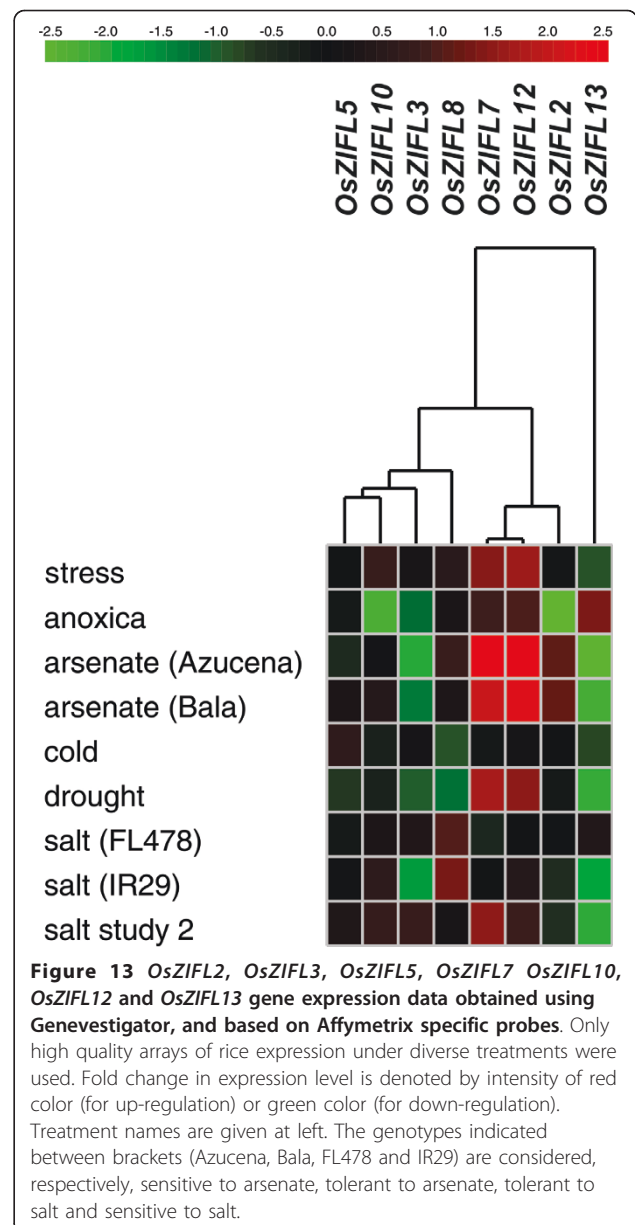 -2.5 -2.0 -1.5 -1.0 -0.5 0.0 0.5 1.0 1.5 2.0 2.5
OsZIFL5 OsZIFL10 OsZIFL3 OsZIFL8 OsZIFL7 OsZIFL12 OsZIFL2 OsZIFL13
stress
anoxica
arsenate (Azucena)
arsenate (Bala)
cold
drought
salt (FL478)
salt (IR29)
salt study 2
Figure 13 OsZIFL2, OsZIFL3, OsZIFL5, OsZIFL7 OsZIFL10,
OsZIFL12 and OsZIFL13 gene expression data obtained using
Genevestigator, and based on Affymetrix specific probes. Only
high quality arrays of rice expression under diverse treatments were
used. Fold change in expression level is denoted by intensity of red
color (for up-regulation) or green color (for down-regulation).
Treatment names are given at left. The genotypes indicated
between brackets (Azucena, Bala, FL478 and IR29) are considered,
respectively, sensitive to arsenate, tolerant to arsenate, tolerant to
salt and sensitive to salt.